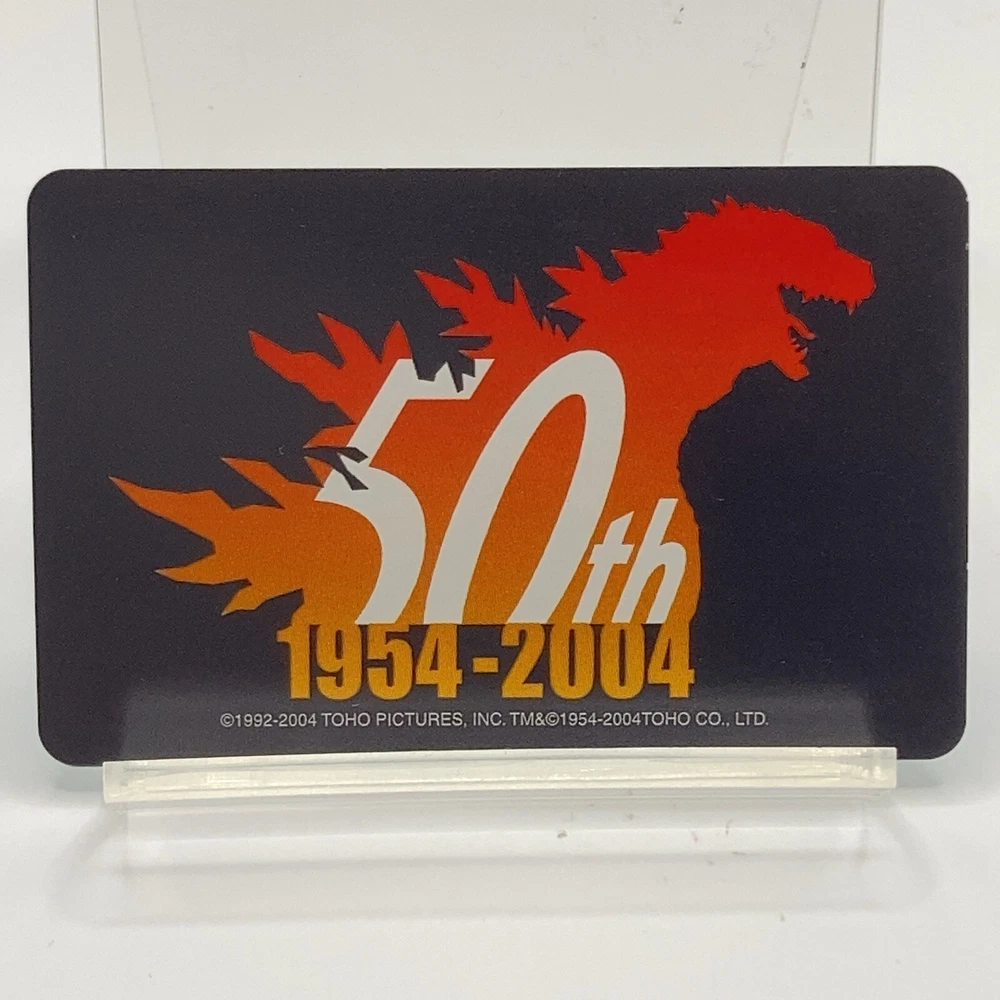 50th
1954-2004
©1992-2004 TOHO PICTURES, INC. TM&©1954-2004TOHO CO., LTD.